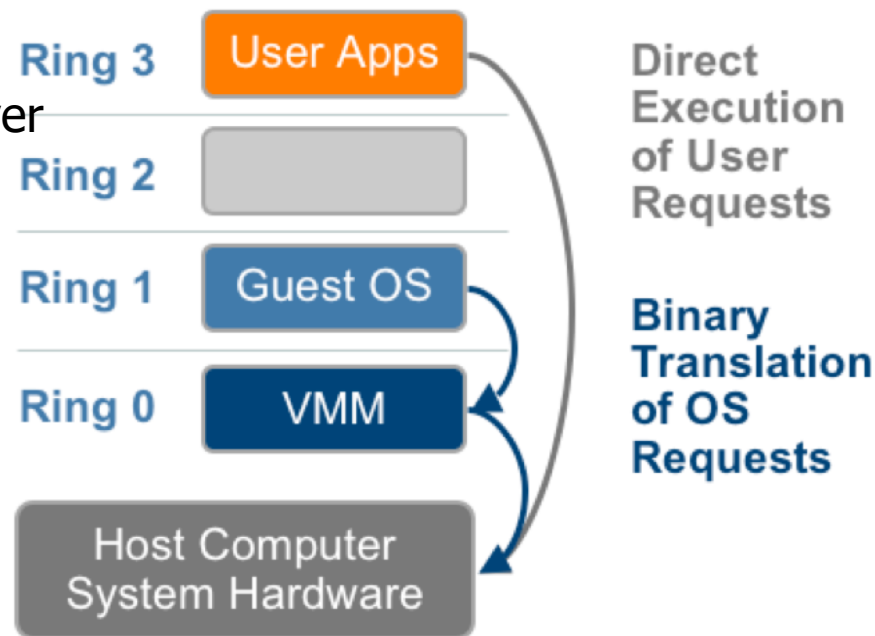 Ring 3
User Apps
Ring 2
Ring 1
Guest OS
Ring 0
VMM
Host Computer
System Hardware
Direct
Execution
of User
Requests
Binary
Translation
of OS
Requests